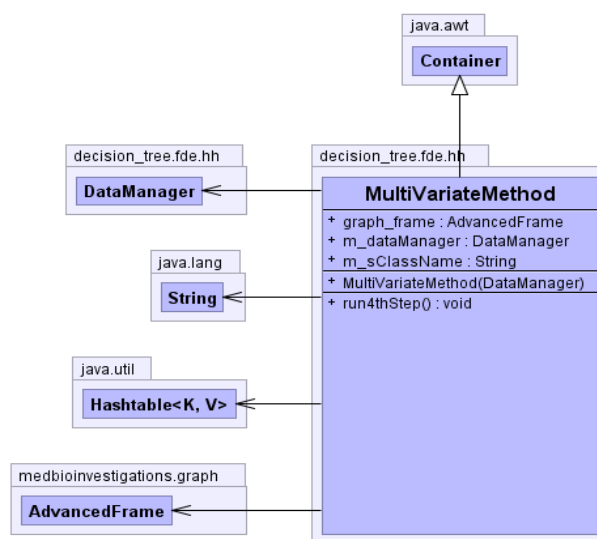 java.awt
Container
decision_tree.fde.hh
DataManager
java.lang
String
java.util
Hashtable<K, V>
medbioinvestigations.graph
AdvancedFrame
decision_tree.fde.hh
MultiVariateMethod
+ graph_frame : AdvancedFrame
+ m_dataManager : DataManager
+ m_sClassName : String
+ MultiVariateMethod(DataManager)
+ run4thStep() : void